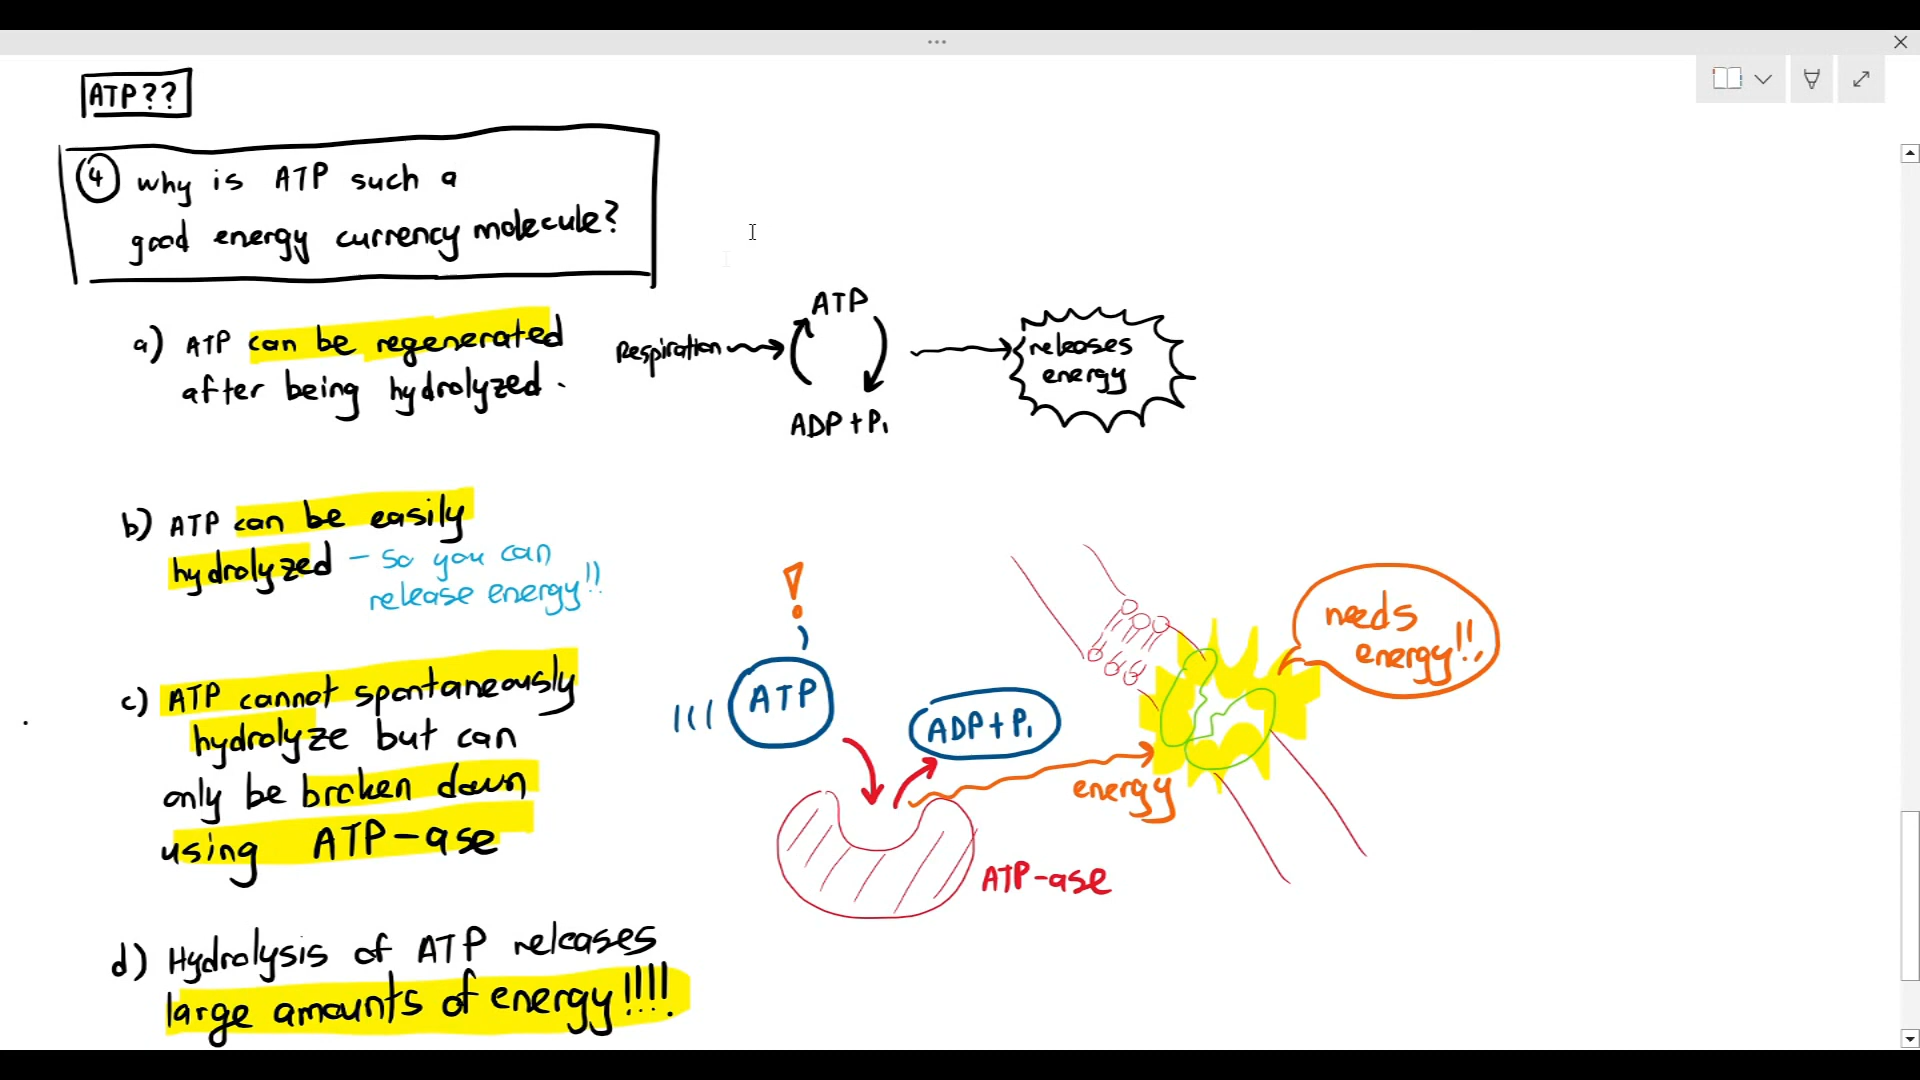 ATP??
4 why is ATP such a
good energy currency molecule?
a) ATP can be regenerated
after being hydrolyzed.
Respiration
ATP
ADP + Pi
releases
energy
b) ATP can be easily
hydrolyzed - so you can
release energy!!
c) ATP cannot spontaneously
hydrolyze but can
only be broken down
using ATP-ase
!
ATP
ADP + Pi
energy
ATP-ase
needs
energy!!
d) Hydrolysis of ATP releases
large amounts of energy!!!!